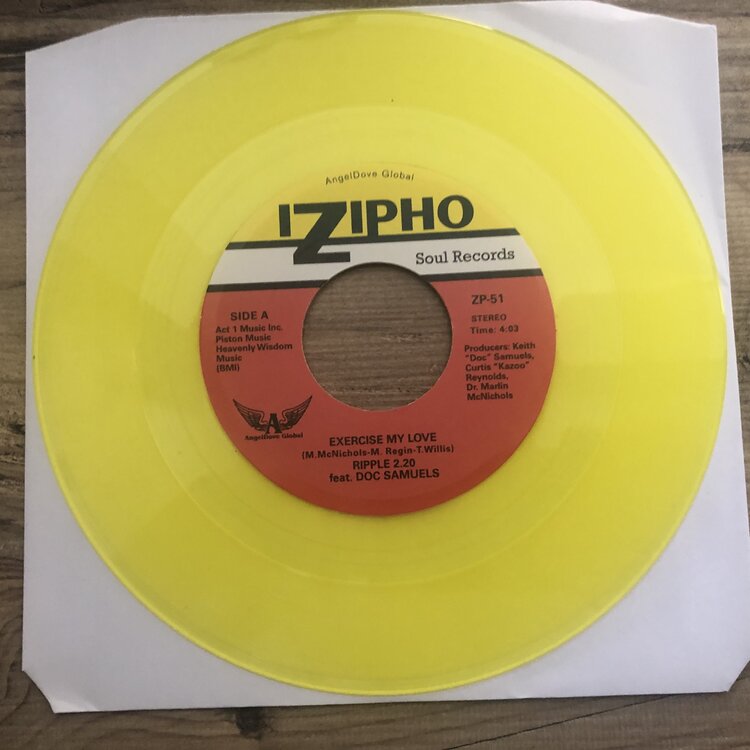 AngelDove Global
IZIPHO
Soul Records
SIDE A
Act 1 Music Inc.
Piston Music
Heavenly Wisdom
Music
(BMI)
ZP-51
STEREO
Time: 4:03
Producers: Keith
"Doc" Samuels,
Curtis "Kazoo"
Reynolds,
Dr. Marlin
McNichols
A
AngelDove Global
EXERCISE MY LOVE
(M.McNichols-M. Regin-T.Willis)
RIPPLE 2.20
feat. DOC SAMUELS